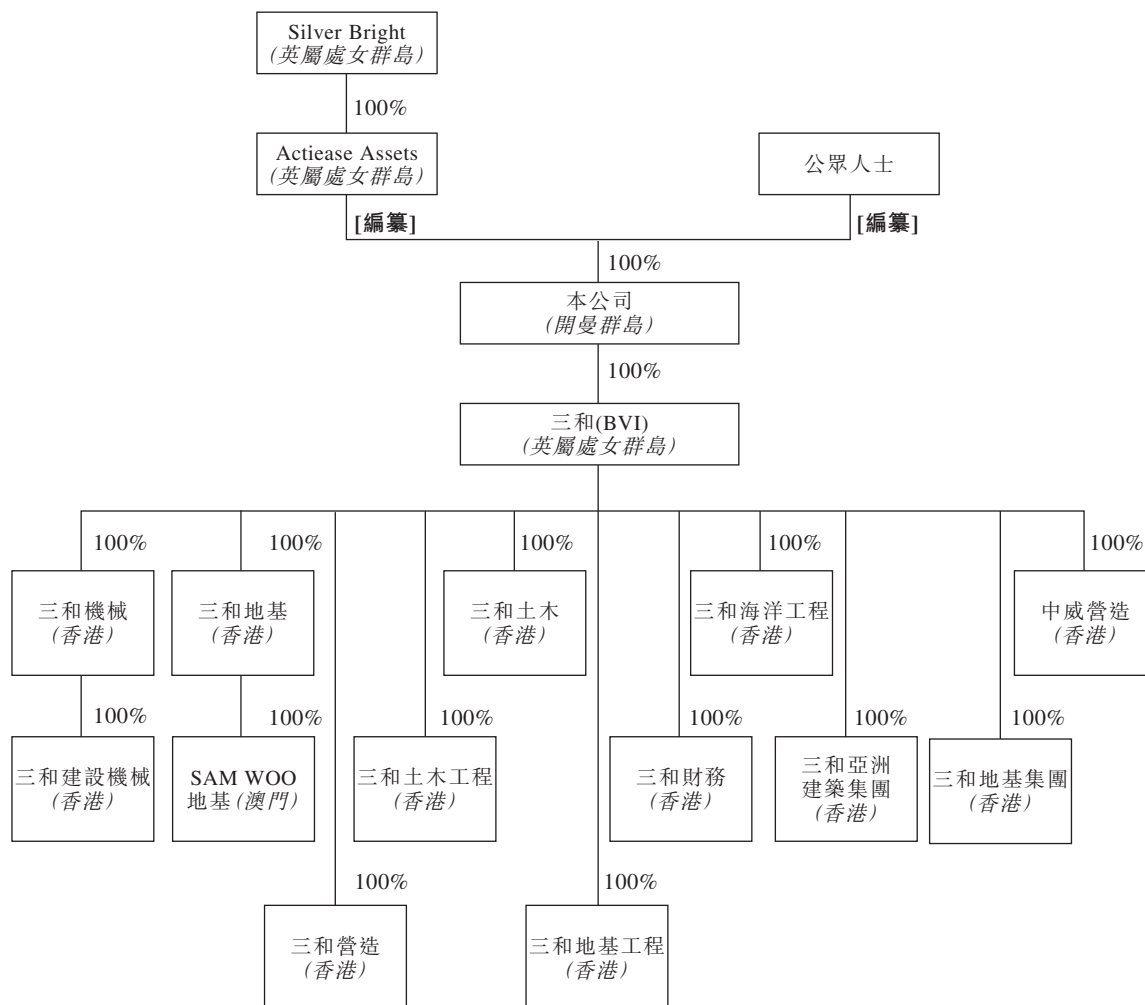 Silver Bright
(英屬處女群島)
100%
Actiease Assets
(英屬處女群島)
公眾人士
[編纂]
[編纂]
100%
本公司
(開曼群島)
100%
三和(BVI)
(英屬處女群島)
100%
100%
100%
100%
100%
三和機械
(香港)
三和地基
(香港)
三和土木
(香港)
三和海洋工程
(香港)
中威營造
(香港)
100%
100%
100%
100%
100%
100%
三和建設機械
(香港)
SAM WOO
地基(澳門)
三和土木工程
(香港)
三和財務
(香港)
三和亞洲
建築集團
(香港)
三和地基集團
(香港)
100%
100%
三和營造
(香港)
三和地基工程
(香港)